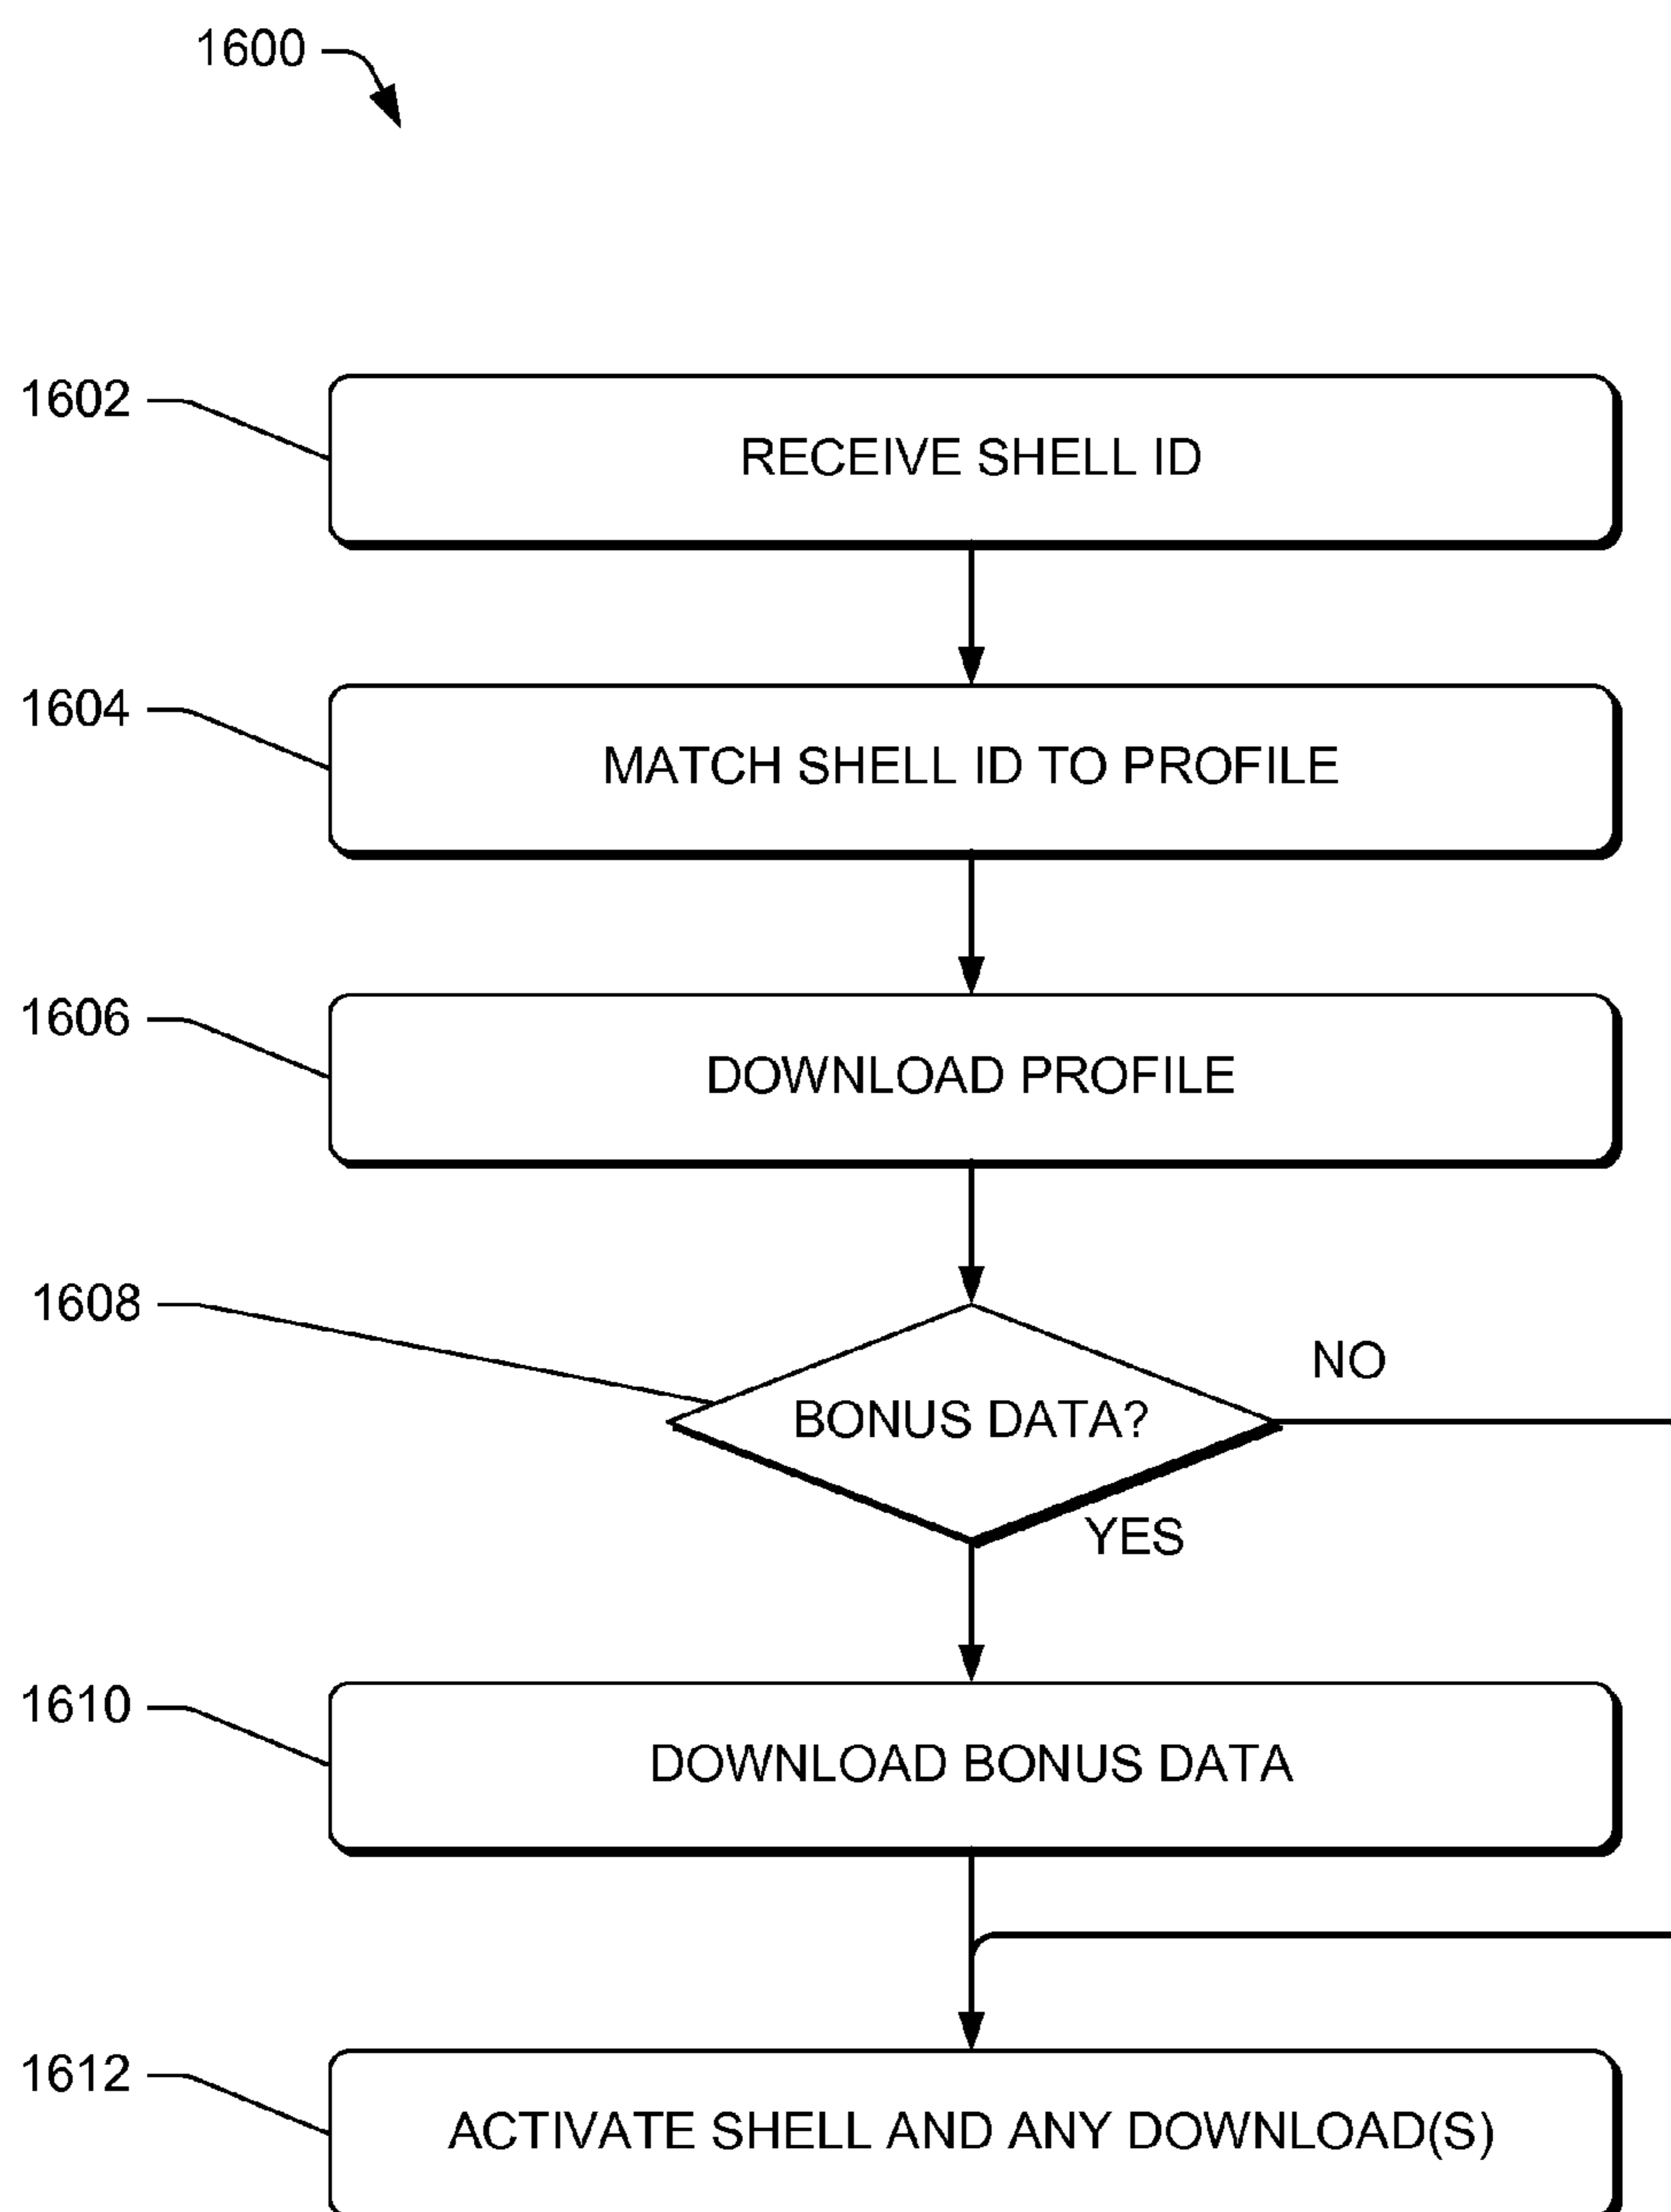 1600
1602
RECEIVE SHELL ID
1604
MATCH SHELL ID TO PROFILE
1606
DOWNLOAD PROFILE
1608
BONUS DATA?
NO
YES
1610
DOWNLOAD BONUS DATA
1612
ACTIVATE SHELL AND ANY DOWNLOAD(S)